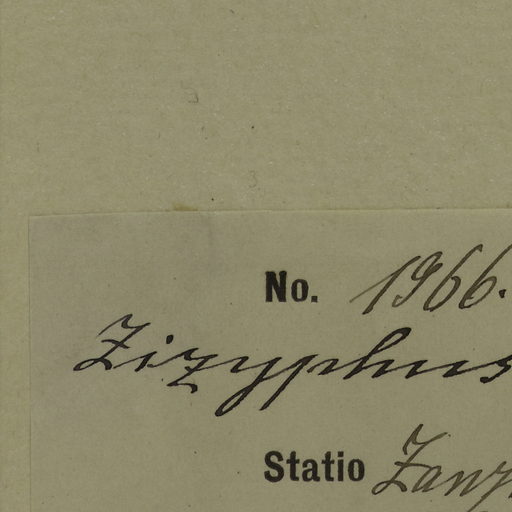 No. 1966.
Zizyphus
Statio